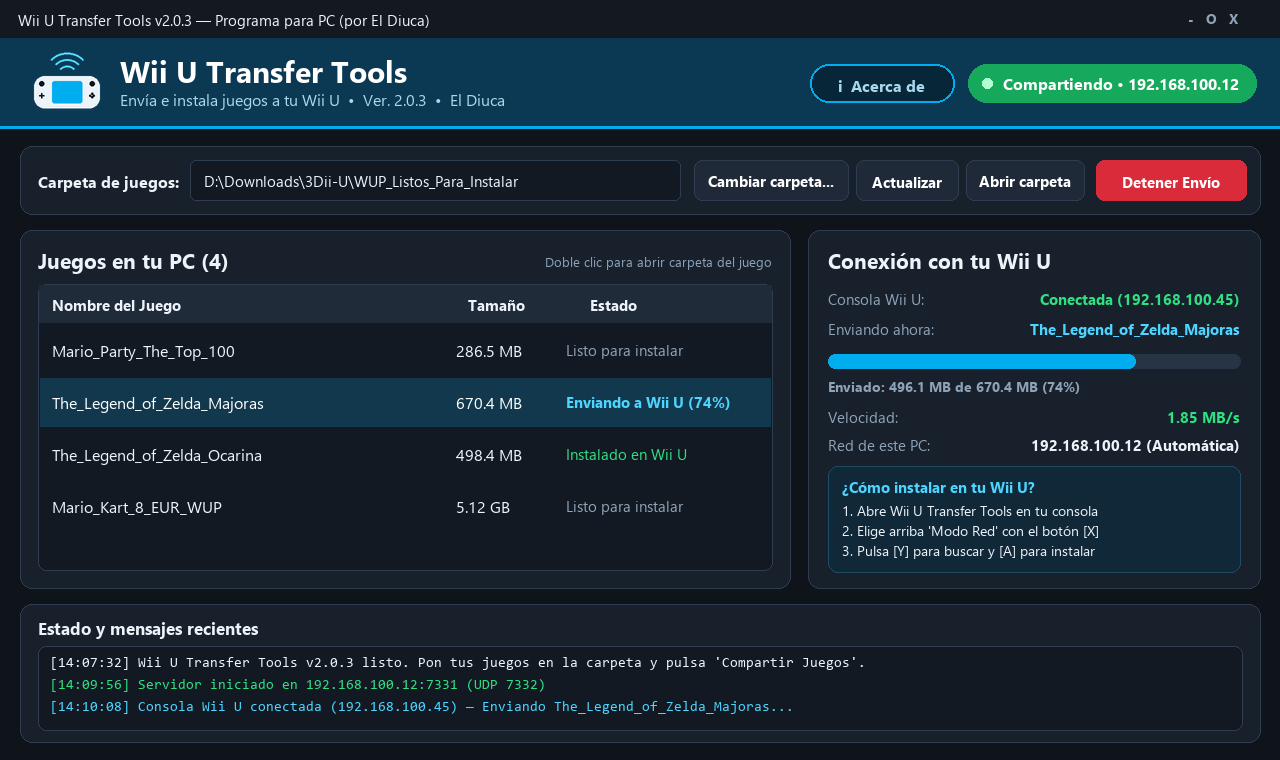 Wii U Transfer Tools v2.0.3 — Programa para PC (por El Diuca)
- O X
Wii U Transfer Tools
Envía e instala juegos a tu Wii U • Ver. 2.0.3 • El Diuca
i Acerca de
Compartiendo • 192.168.100.12
Carpeta de juegos:
D:\Downloads\3Dii-U\WUP_Listos_Para_Instalar
Cambiar carpeta...
Actualizar
Abrir carpeta
Detener Envío
Juegos en tu PC (4)
Doble clic para abrir carpeta del juego
Nombre del Juego Tamaño Estado
Mario_Party_The_Top_100 286.5 MB Listo para instalar
The_Legend_of_Zelda_Majoras 670.4 MB Enviando a Wii U (74%)
The_Legend_of_Zelda_Ocarina 498.4 MB Instalado en Wii U
Mario_Kart_8_EUR_WUP 5.12 GB Listo para instalar
Conexión con tu Wii U
Consola Wii U: Conectada (192.168.100.45)
Enviando ahora: The_Legend_of_Zelda_Majoras
Enviado: 496.1 MB de 670.4 MB (74%)
Velocidad: 1.85 MB/s
Red de este PC: 192.168.100.12 (Automática)
¿Cómo instalar en tu Wii U?
1. Abre Wii U Transfer Tools en tu consola
2. Elige arriba 'Modo Red' con el botón [X]
3. Pulsa [Y] para buscar y [A] para instalar
Estado y mensajes recientes
[14:07:32] Wii U Transfer Tools v2.0.3 listo. Pon tus juegos en la carpeta y pulsa 'Compartir Juegos'.
[14:09:56] Servidor iniciado en 192.168.100.12:7331 (UDP 7332)
[14:10:08] Consola Wii U conectada (192.168.100.45) — Enviando The_Legend_of_Zelda_Majoras...